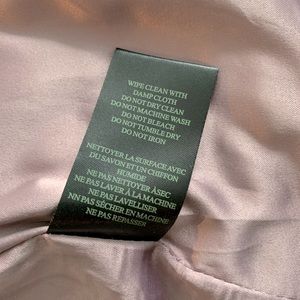 WIPE CLEAN WITH
DAMP CLOTH
DO NOT DRY CLEAN
DO NOT MACHINE WASH
DO NOT BLEACH
DO NOT TUMBLE DRY
DO NOT IRON
NETTOYER LA SURFACE AVEC
DU SAVON ET UN CHIFFON
HUMIDE
NE PAS NETTOYER ÀSEC
NE PAS LAVER À LA MACHINE
NE PAS LAVELLISER
NN PAS SÉCHER EN MACHINE
NE PAS REPASSER